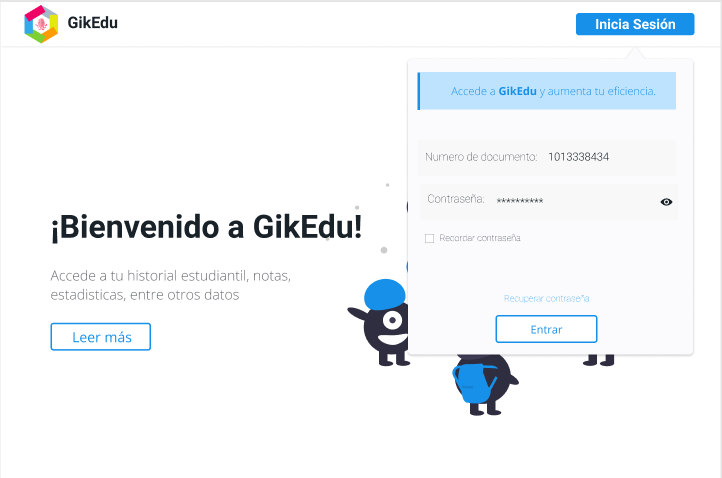 GikEdu
Inicia Sesión
Accede a GikEdu y aumenta tu eficiencia.
Numero de documento: 1013338434
Contraseña: **********
Recordar contraseña
Recuperar contraseña
Entrar
¡Bienvenido a GikEdu!
Accede a tu historial estudiantil, notas,
estadisticas, entre otros datos
Leer más